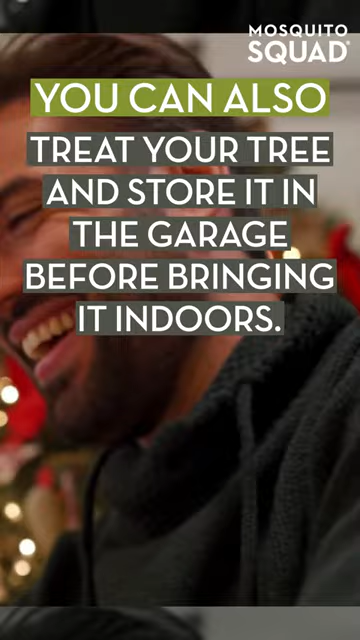 MOSQUITO
SQUAD®
YOU CAN ALSO
TREAT YOUR TREE
AND STORE IT IN
THE GARAGE
BEFORE BRINGING
IT INDOORS.